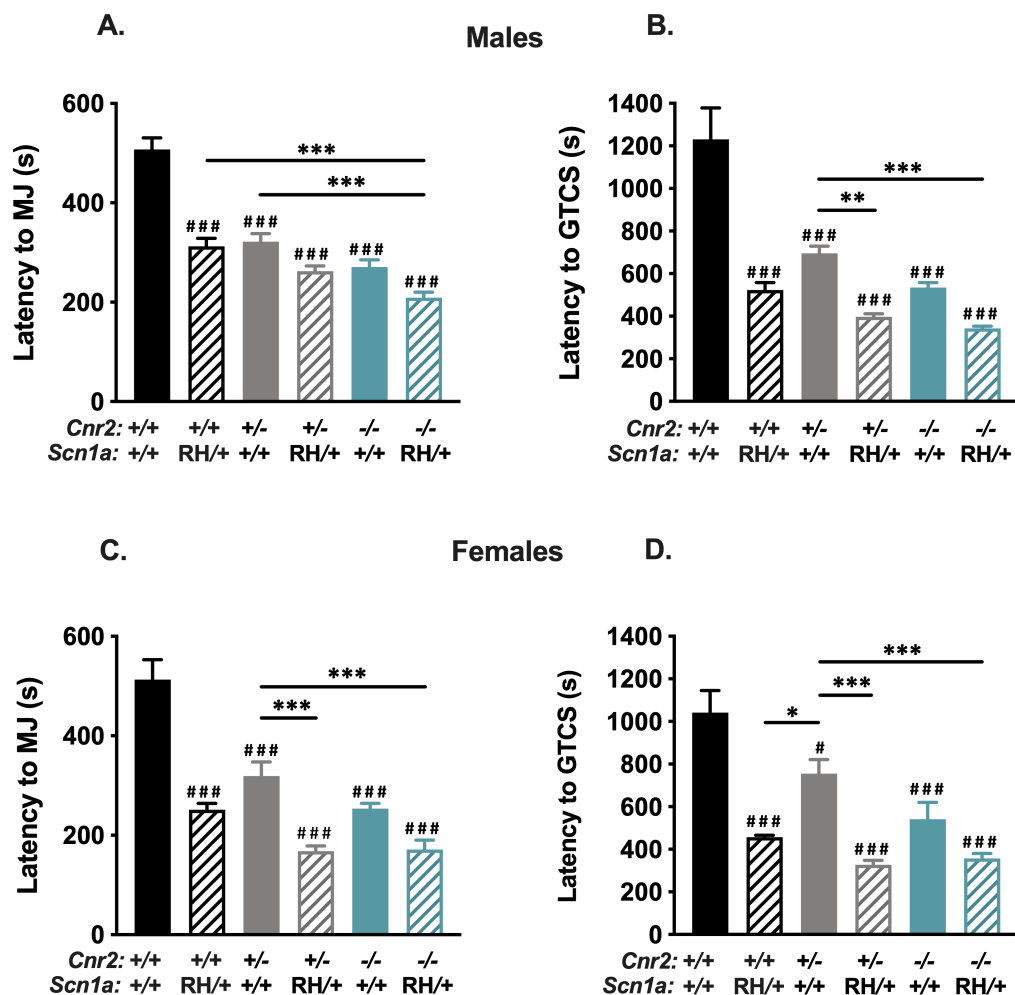 A.
Males
B.
Latency to MJ (s)
600
400
200
0
***
***
### ### ### ### ###
Cnr2: +/+ +/+ +/- +/- -/- -/-
Scn1a: +/+ RH/+ +/+ RH/+ +/+ RH/+
Latency to GTCS (s)
1400
1200
1000
800
600
400
200
0
***
**
### ### ### ### ###
Cnr2: +/+ +/+ +/- +/- -/- -/-
Scn1a: +/+ RH/+ +/+ RH/+ +/+ RH/+
C.
Females
D.
Latency to MJ (s)
600
400
200
0
***
***
### ### ### ### ###
Cnr2: +/+ +/+ +/- +/- -/- -/-
Scn1a: +/+ RH/+ +/+ RH/+ +/+ RH/+
Latency to GTCS (s)
1400
1200
1000
800
600
400
200
0
***
***
*
### # ### ### ###
Cnr2: +/+ +/+ +/- +/- -/- -/-
Scn1a: +/+ RH/+ +/+ RH/+ +/+ RH/+